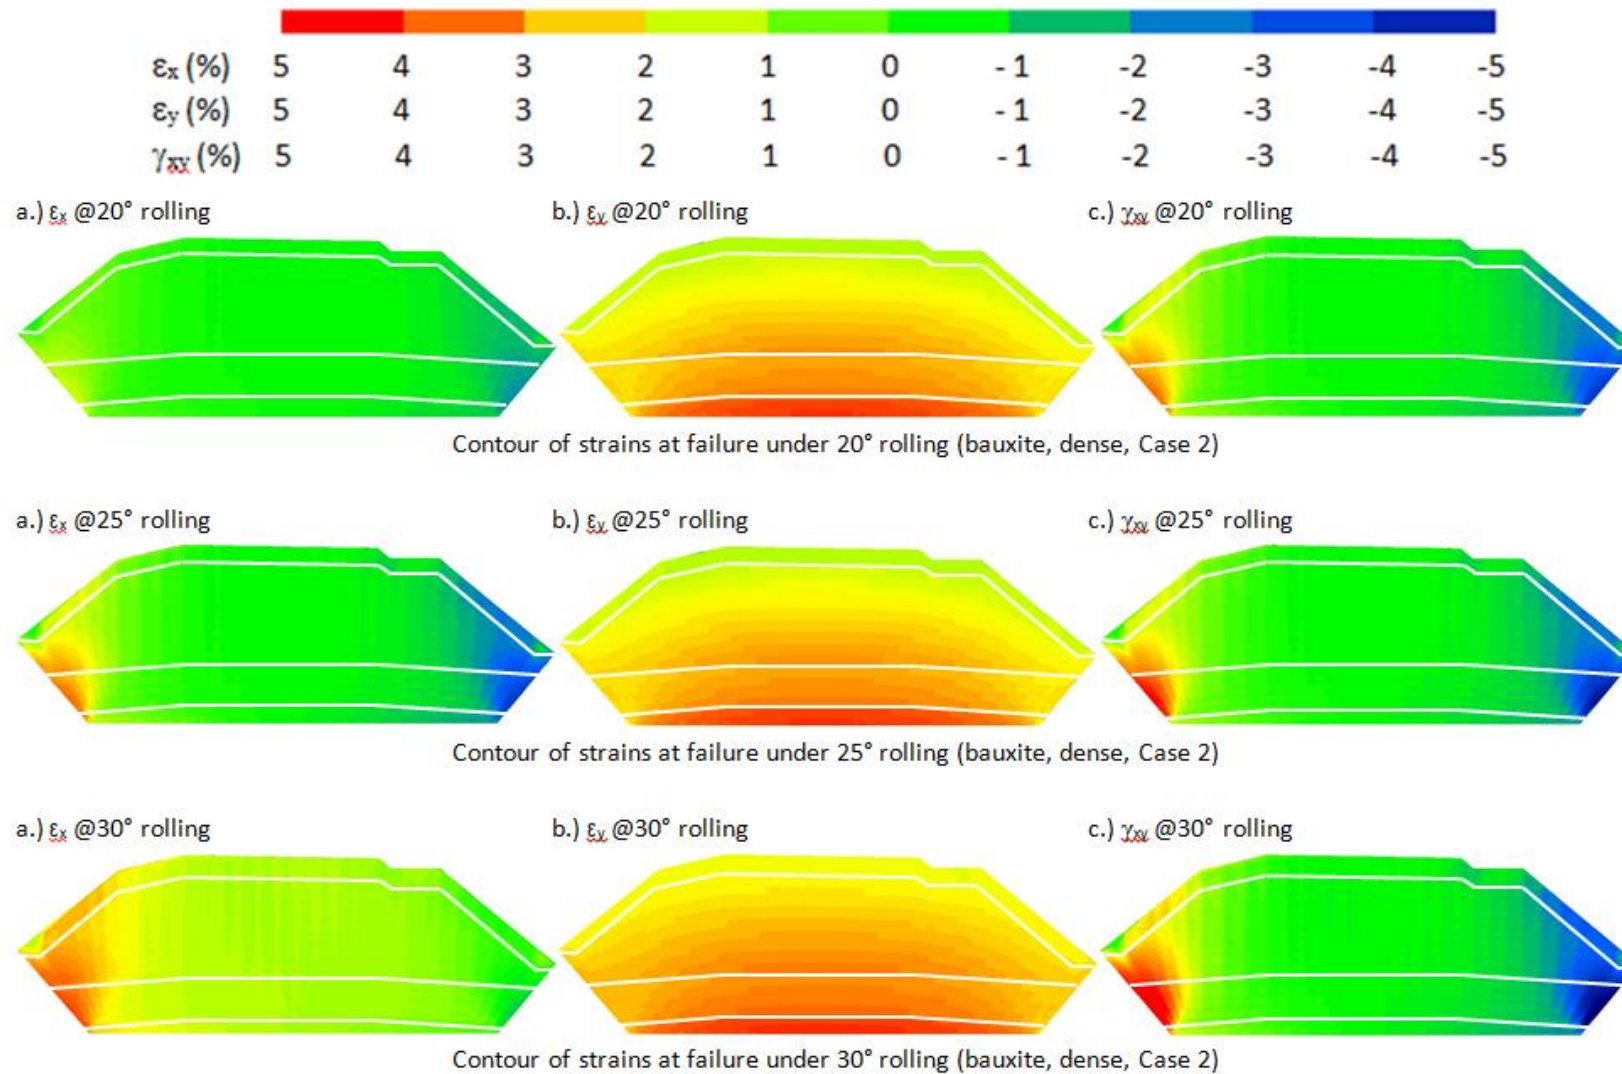 εx (%) 5 4 3 2 1 0 - 1 -2 -3 -4 -5
εy (%) 5 4 3 2 1 0 - 1 -2 -3 -4 -5
γxy (%) 5 4 3 2 1 0 - 1 -2 -3 -4 -5
a.) εx @20° rolling b.) εy @20° rolling c.) γxy @20° rolling
Contour of strains at failure under 20° rolling (bauxite, dense, Case 2)
a.) εx @25° rolling b.) εy @25° rolling c.) γxy @25° rolling
Contour of strains at failure under 25° rolling (bauxite, dense, Case 2)
a.) εx @30° rolling b.) εy @30° rolling c.) γxy @30° rolling
Contour of strains at failure under 30° rolling (bauxite, dense, Case 2)